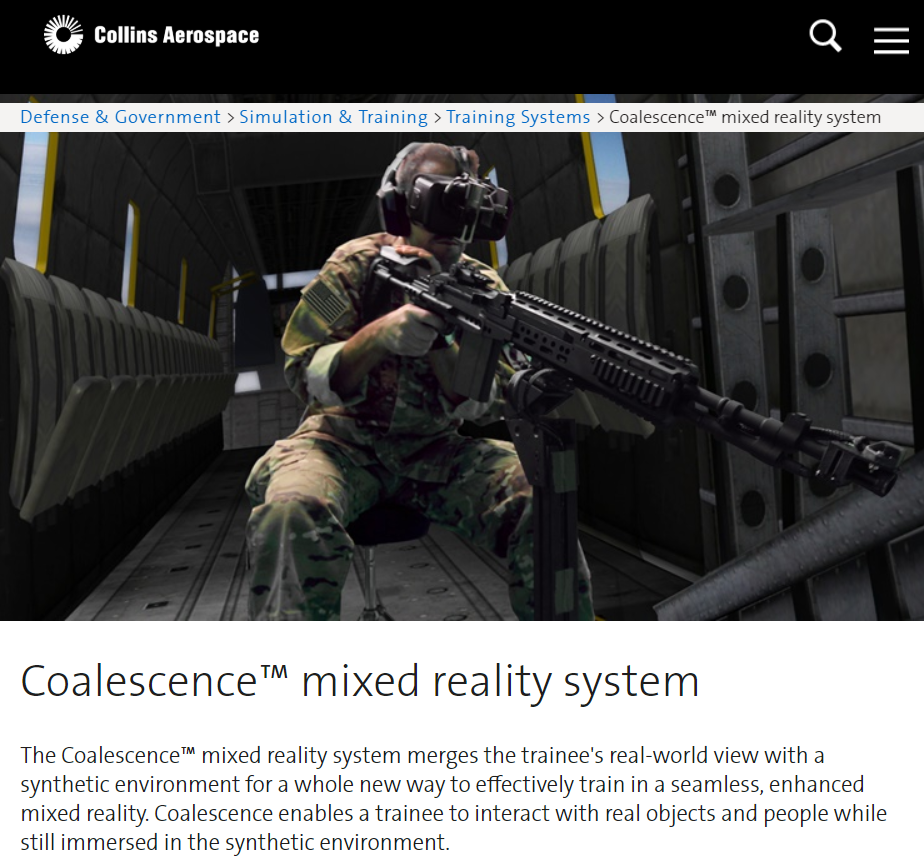 Collins Aerospace
Defense & Government > Simulation & Training > Training Systems > Coalescence™ mixed reality system
Coalescence™ mixed reality system
The Coalescence™ mixed reality system merges the trainee's real-world view with a
synthetic environment for a whole new way to effectively train in a seamless, enhanced
mixed reality. Coalescence enables a trainee to interact with real objects and people while
still immersed in the synthetic environment.